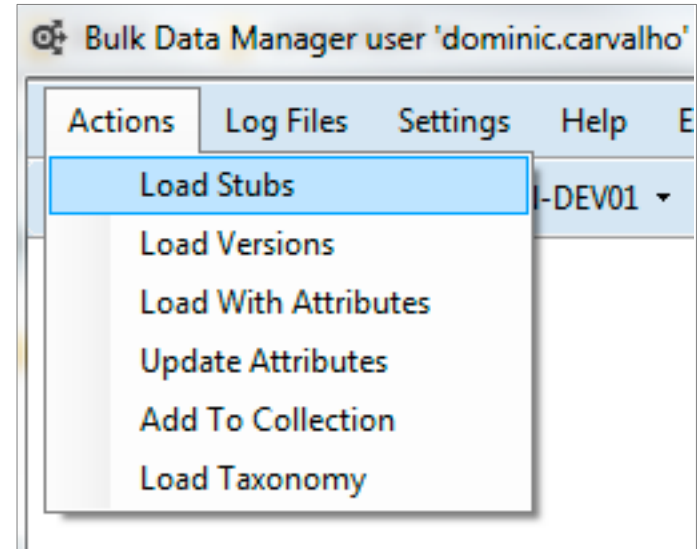 Bulk Data Manager user 'dominic.carvalho'
Actions Log Files Settings Help E
Load Stubs
-DEV01
Load Versions
Load With Attributes
Update Attributes
Add To Collection
Load Taxonomy